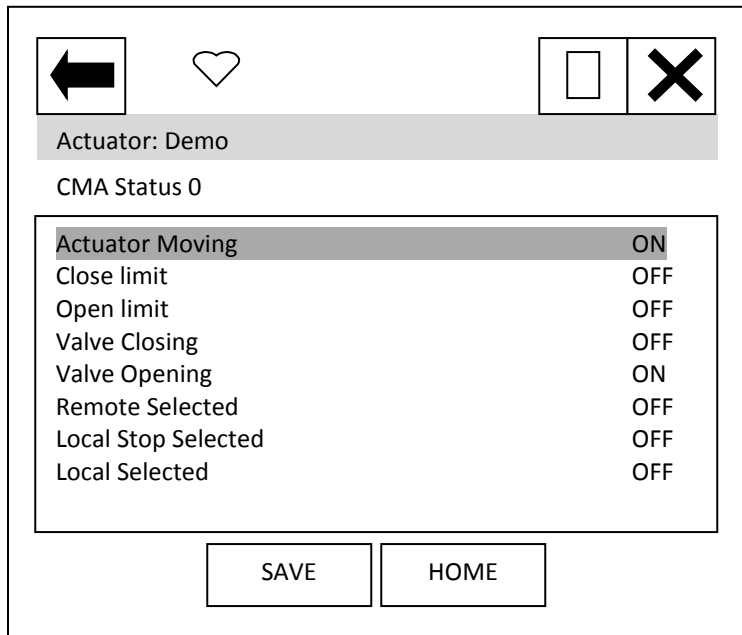 Actuator: Demo
CMA Status 0
Actuator Moving ON
Close limit OFF
Open limit OFF
Valve Closing OFF
Valve Opening ON
Remote Selected OFF
Local Stop Selected OFF
Local Selected OFF
SAVE HOME